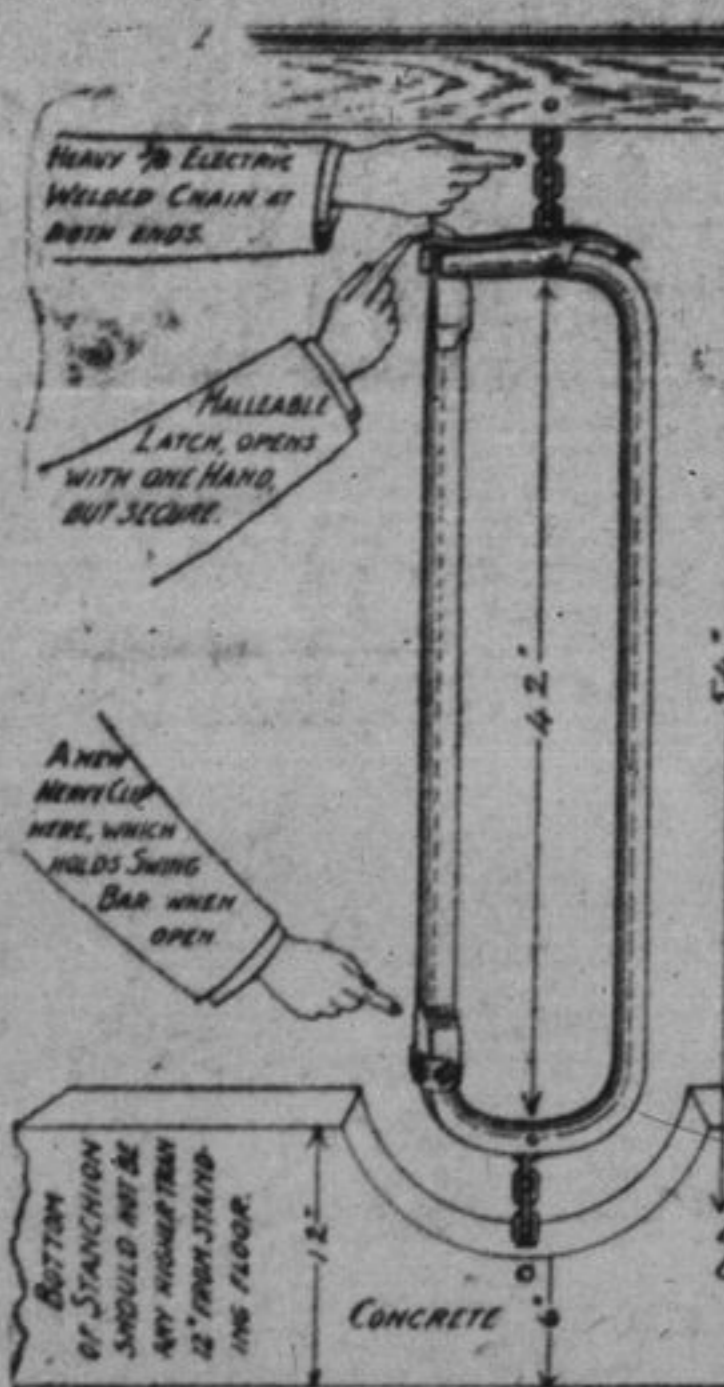 HEAVY ELECTRIC
WELDED CHAIN AT
BOTH ENDS.
MALLEABLE
LATCH, OPENS
WITH ONE HAND,
BUT SECURE.
42"
A NEW
HEAVY CLIP
HERE, WHICH
HOLDS SWING
BAR WHEN
OPEN
BOTTOM
OF STANCHION
SHOULD NOT BE
ANY HIGHER THAN
12" FROM STAND-
ING FLOOR.
12"
CONCRETE
6"